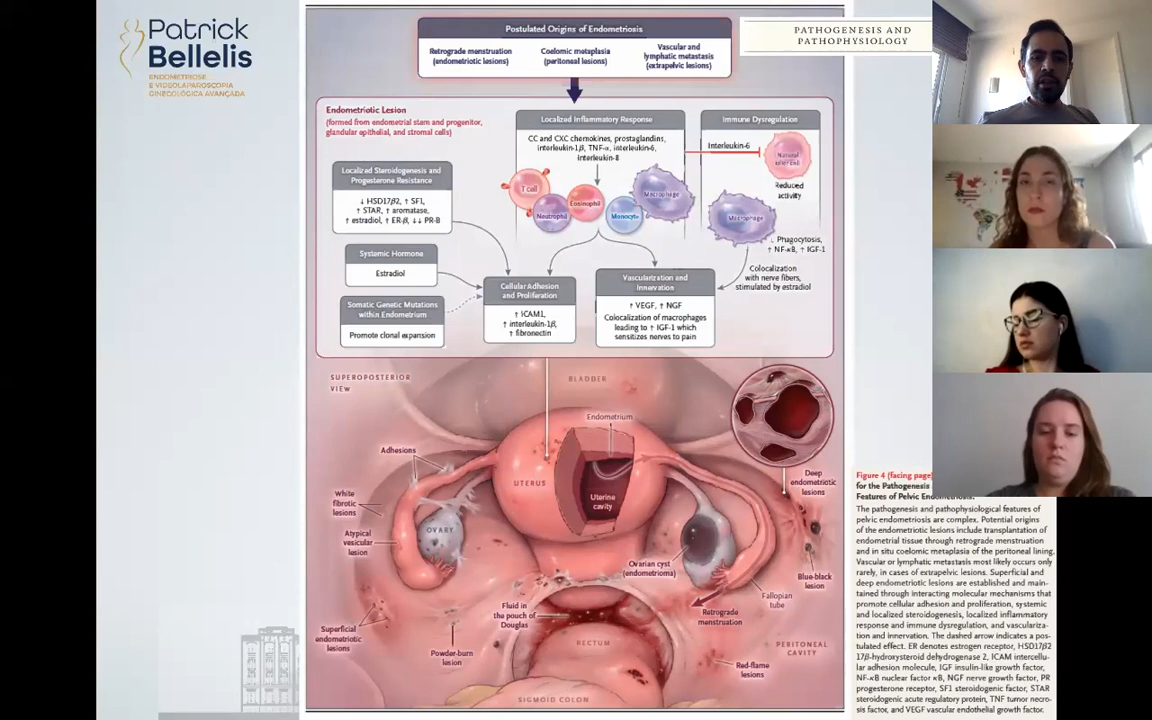 Patrick
Bellelis
ENDOMETRIOSE
E VIDEOLAPAROSCOPIA
GINECOLÓGICA AVANÇADA
PATHOGENESIS AND
PATHOPHYSIOLOGY
Postulated Origins of Endometriosis
Retrograde menstruation
(endometriotic lesions)
Coelomic metaplasia
(peritoneal lesions)
Vascular and
lymphatic metastasis
(extrapelvic lesions)
Endometriotic Lesion
(formed from endometrial stem and progenitor,
glandular epithelial, and stromal cells)
Localized Inflammatory Response
CC and CXC chemokines, prostaglandins,
interleukin-1β, TNF-α, interleukin-6,
interleukin-8
T cell
Neutrophil
Eosinophil
Monocyte
Macrophage
Immune Dysregulation
Interleukin-6
Natural
killer cell
Reduced
activity
Macrophage
↓ Phagocytosis,
↑ NF-κB, ↑ IGF-1
Colocalization
with nerve fibers,
stimulated by estradiol
Localized Steroidogenesis and
Progesterone Resistance
↓ HSD17β2, ↑ SF1,
↑ STAR, ↑ aromatase,
↑ estradiol, ↑ ER-β, ↓↓ PR-B
Systemic Hormone
Estradiol
Somatic Genetic Mutations
within Endometrium
Promote clonal expansion
Cellular Adhesion
and Proliferation
↑ ICAM1,
↑ interleukin-1β,
↑ fibronectin
Vascularization and
Innervation
↑ VEGF, ↑ NGF
Colocalization of macrophages
leading to ↑ IGF-1 which
sensitizes nerves to pain
SUPEROPOSTERIOR
VIEW
BLADDER
Endometrium
Adhesions
UTERUS
Uterine
cavity
Deep
endometriotic
lesions
White
fibrotic
lesions
OVARY
Atypical
vesicular
lesion
Ovarian cyst
(endometrioma)
Blue-black
lesion
Fallopian
tube
Fluid in
the pouch of
Douglas
Retrograde
menstruation
Superficial
endometriotic
lesions
Powder-burn
lesion
RECTUM
PERITONEAL
CAVITY
Red-flame
lesions
SIGMOID COLON
Figure 4 (facing page)
for the Pathogenesis
Features of Pelvic Endometriosis.
The pathogenesis and pathophysiological features of
pelvic endometriosis are complex. Potential origins
of the endometriotic lesions include transplantation of
endometrial tissue through retrograde menstruation
and in situ coelomic metaplasia of the peritoneal lining.
Vascular or lymphatic metastasis most likely occurs only
rarely, in cases of extrapelvic lesions. Superficial and
deep endometriotic lesions are established and main-
tained through interacting molecular mechanisms that
promote cellular adhesion and proliferation, systemic
and localized steroidogenesis, localized inflammatory
response and immune dysregulation, and vasculariza-
tion and innervation. The dashed arrow indicates a pos-
tulated effect. ER denotes estrogen receptor, HSD17β2
17β-hydroxysteroid dehydrogenase 2, ICAM intercellu-
lar adhesion molecule, IGF insulin-like growth factor,
NF-κB nuclear factor κB, NGF nerve growth factor, PR
progesterone receptor, SF1 steroidogenic factor, STAR
steroidogenic acute regulatory protein, TNF tumor necro-
sis factor, and VEGF vascular endothelial growth factor.